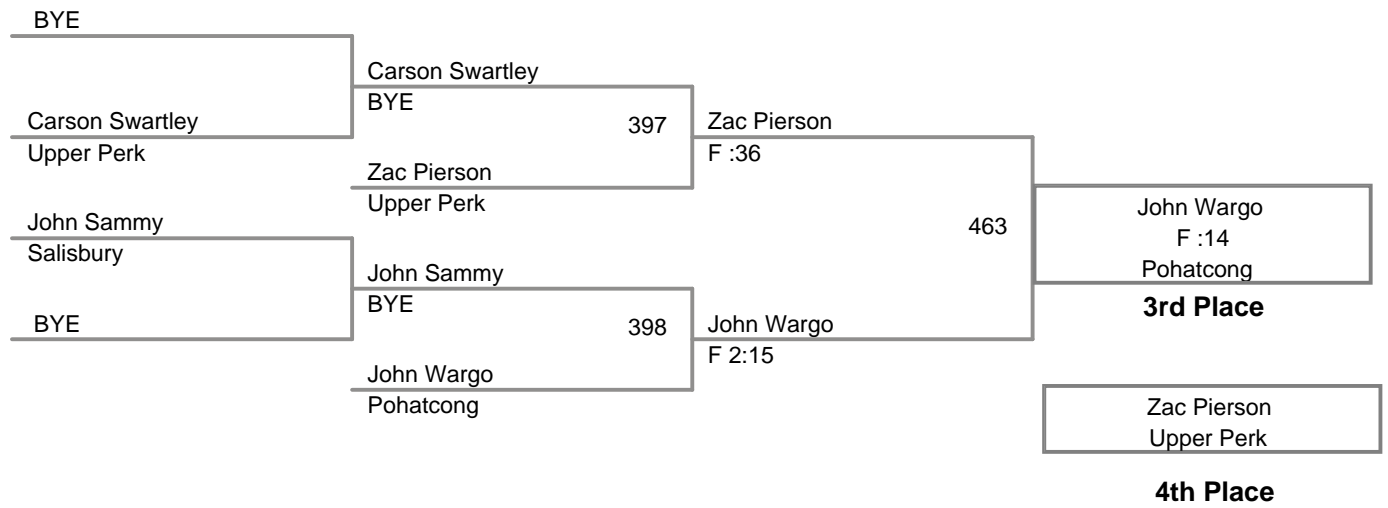 BYE
Carson Swartley
BYE
Carson Swartley
Upper Perk
397
Zac Pierson
F :36
Zac Pierson
Upper Perk
John Sammy
Salisbury
463
John Wargo
F :14
Pohatcong
3rd Place
John Sammy
BYE
BYE
398
John Wargo
F 2:15
John Wargo
Pohatcong
Zac Pierson
Upper Perk
4th Place